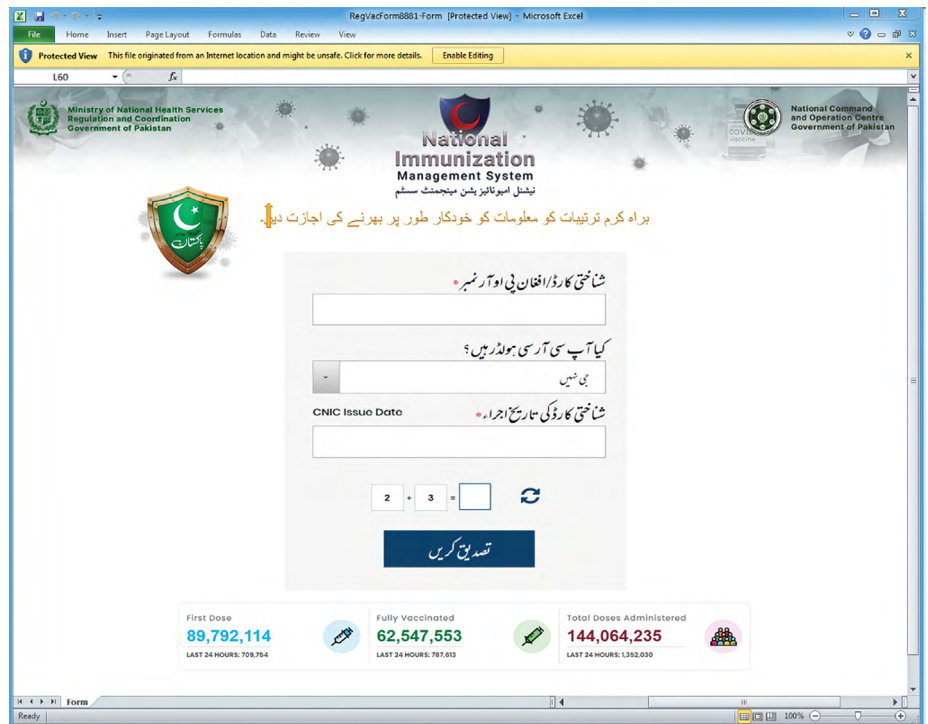 RegVacForm8881-Form [Protected View] - Microsoft Excel
File Home Insert Page Layout Formulas Data Review View
Protected View This file originated from an Internet location and might be unsafe. Click for more details. Enable Editing
L60 fx
Ministry of National Health Services
Regulation and Coordination
Government of Pakistan
National Command
and Operation Centre
Government of Pakistan
COVID
vaccine
National
Immunization
Management System
نیشنل امیونائیزیشن مینجمنٹ سسٹم
براہ کرم ترتیبات کو معلومات کو خودکار طور پر بھرنے کی اجازت دیں۔
پاکستان
شناختی کارڈ/افغان پی او آر نمبر *
کیا آپ سی آر سی ہولڈر ہیں؟
جی نہیں
CNIC Issue Date شناختی کارڈ کی تاریخ اجراء *
2 + 3 =
تصدیق کریں
First Dose
89,792,114
LAST 24 HOURS: 709,754
Fully Vaccinated
62,547,553
LAST 24 HOURS: 787,613
Total Doses Administered
144,064,235
LAST 24 HOURS: 1,352,030
Form
Ready 100%